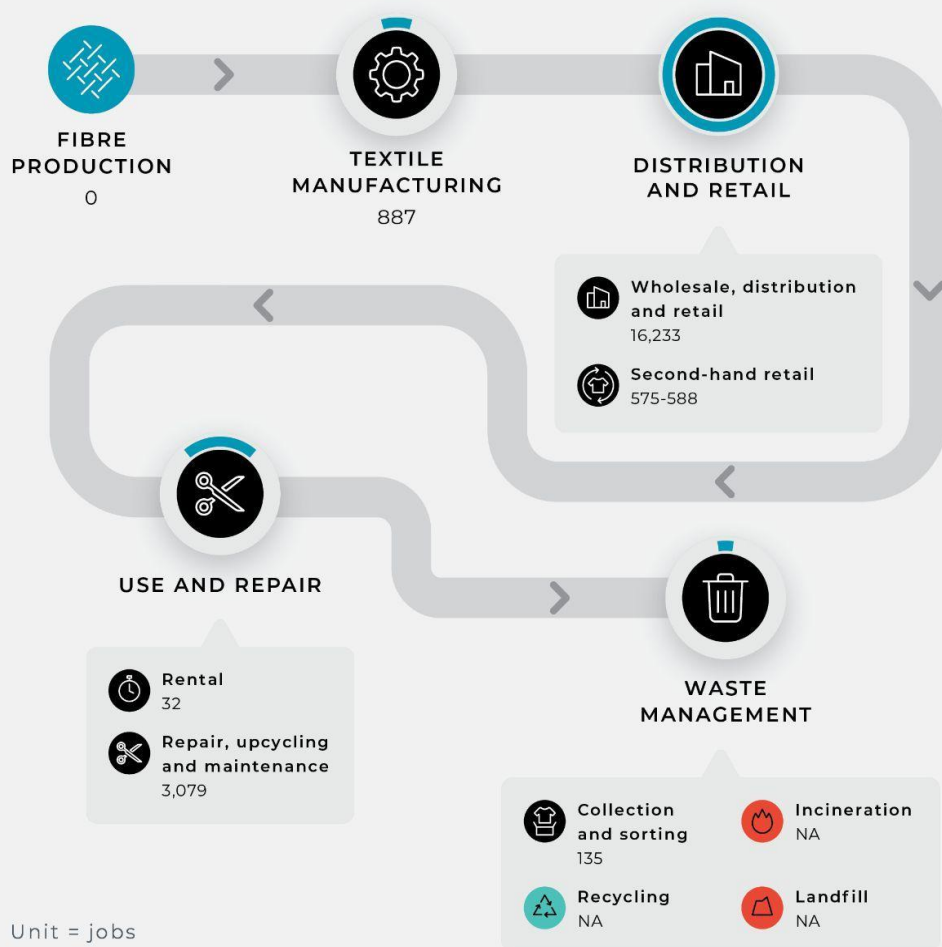 FIBRE
PRODUCTION
0
TEXTILE
MANUFACTURING
887
DISTRIBUTION
AND RETAIL
Wholesale, distribution
and retail
16,233
Second-hand retail
575-588
USE AND REPAIR
Rental
32
Repair, upcycling
and maintenance
3,079
WASTE
MANAGEMENT
Collection
and sorting
135
Incineration
NA
Recycling
NA
Landfill
NA
Unit = jobs